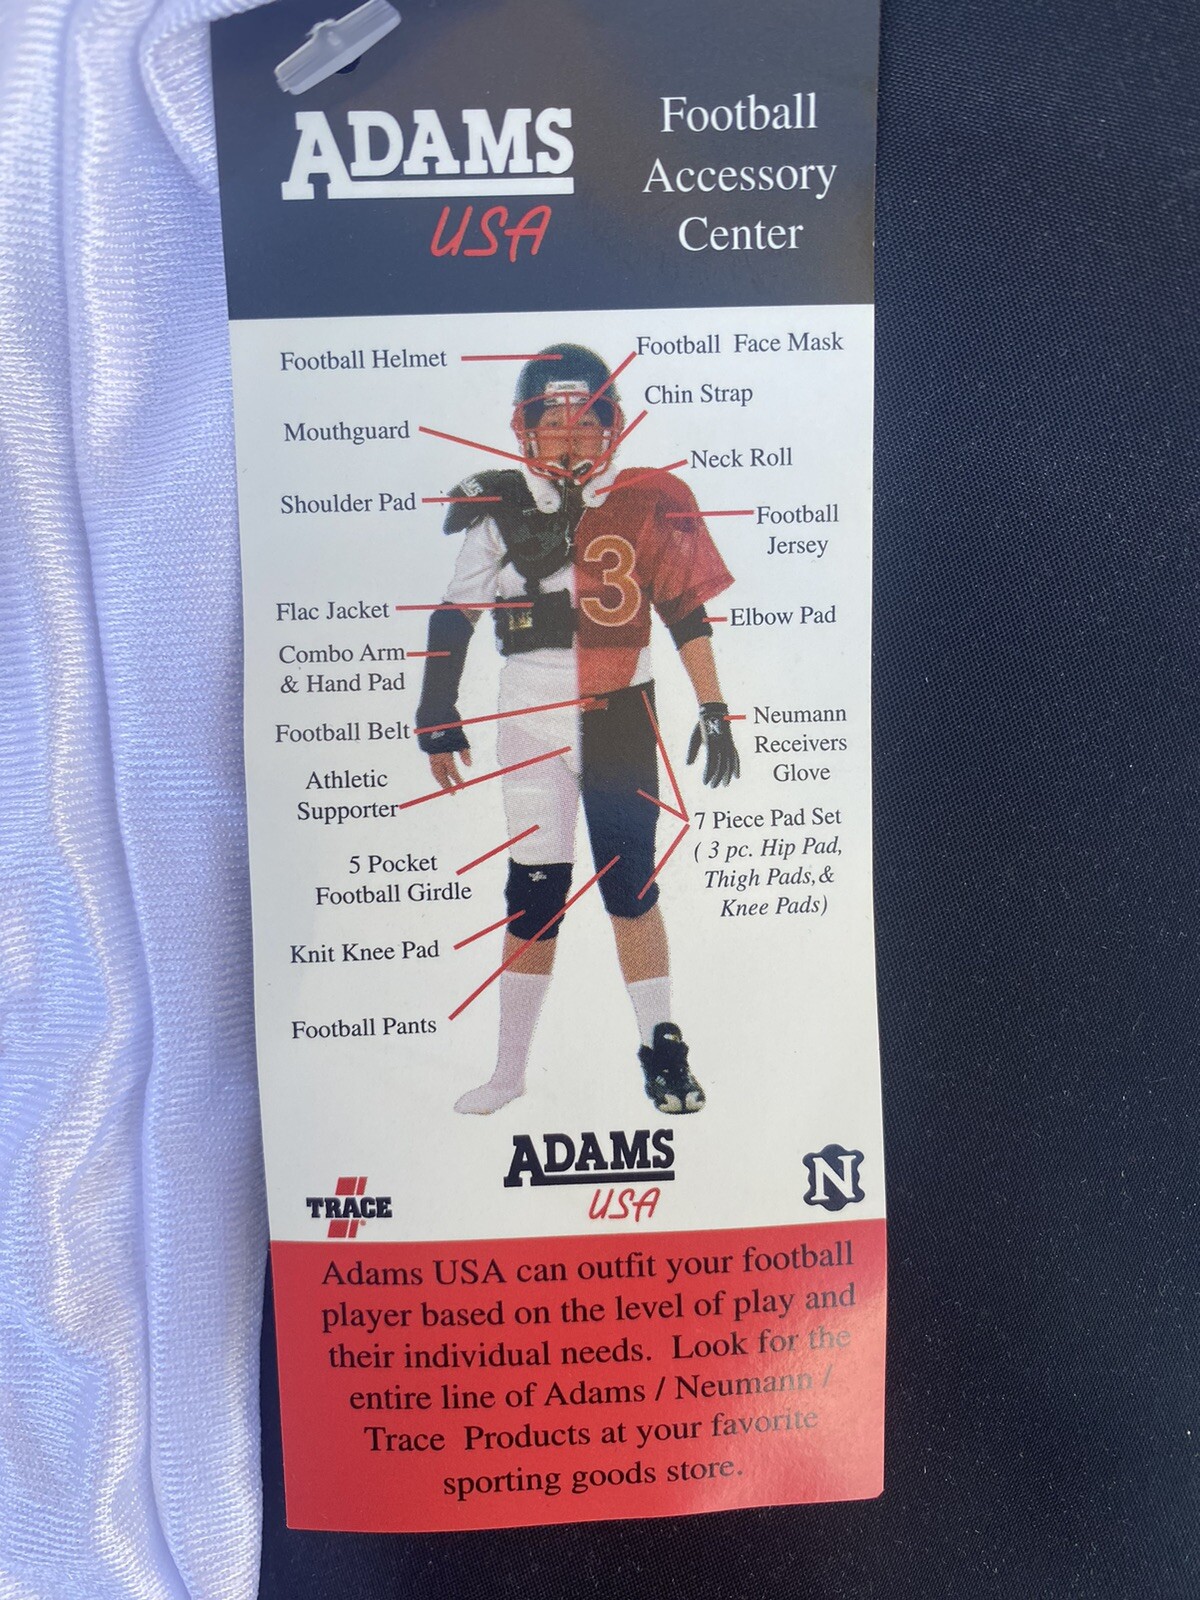 ADAMS
USA
Football
Accessory
Center
Football Helmet
Football Face Mask
Chin Strap
Mouthguard
Neck Roll
Shoulder Pad
Football
Jersey
3
Flac Jacket
Elbow Pad
Combo Arm
& Hand Pad
Football Belt
Neumann
Receivers
Glove
Athletic
Supporter
7 Piece Pad Set
( 3 pc. Hip Pad,
Thigh Pads, &
Knee Pads)
5 Pocket
Football Girdle
Knit Knee Pad
Football Pants
ADAMS
USA
TRACE
N
Adams USA can outfit your football
player based on the level of play and
their individual needs. Look for the
entire line of Adams / Neumann /
Trace Products at your favorite
sporting goods store.